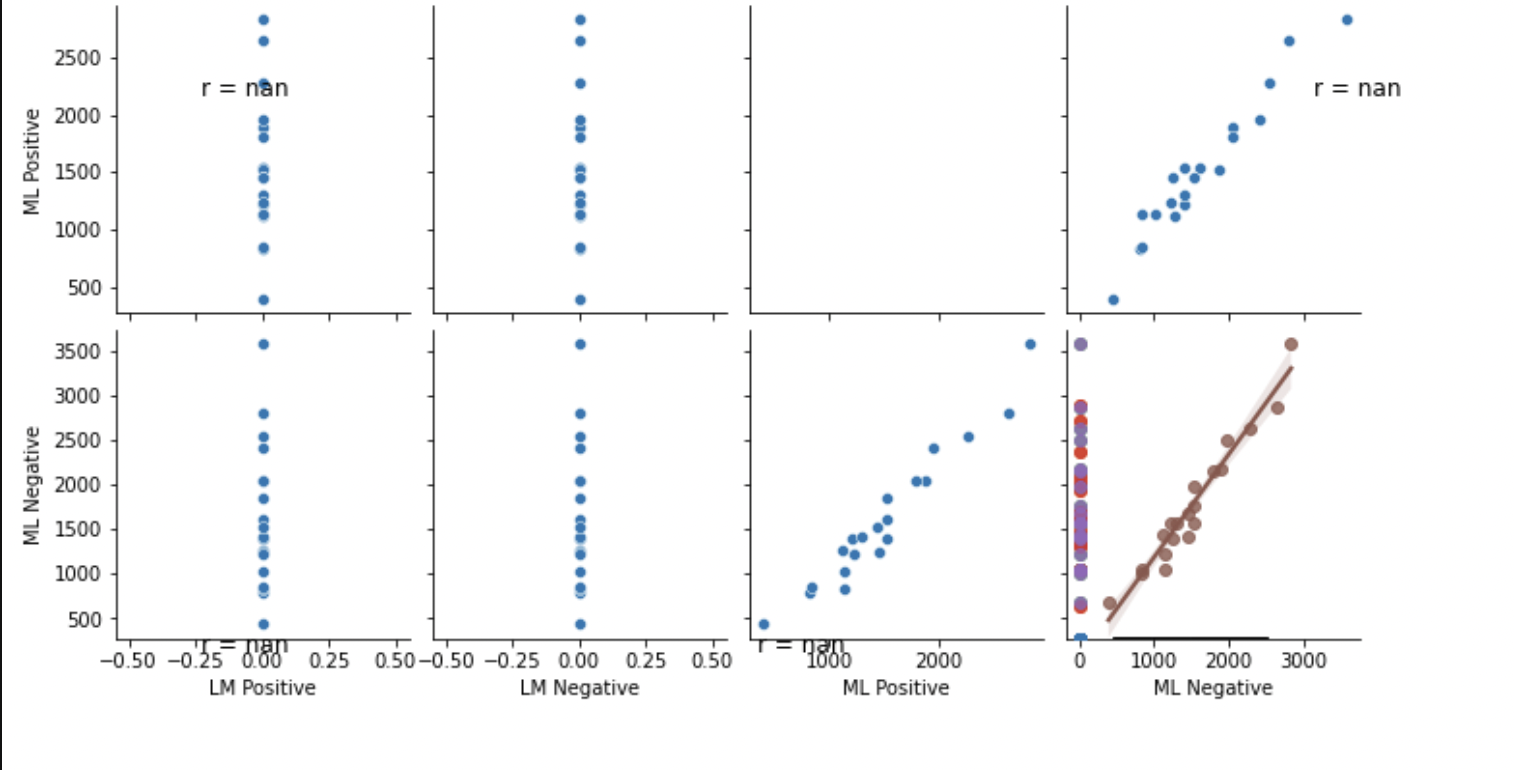 2500
r = nan
r = nan
2000
ML Positive
1500
1000
500
3500
3000
2500
ML Negative
2000
1500
1000
500
r = nan
r = nan
−0.50 −0.25 0.00 0.25 0.50
−0.50 −0.25 0.00 0.25 0.50
1000 2000
0 1000 2000 3000
LM Positive
LM Negative
ML Positive
ML Negative